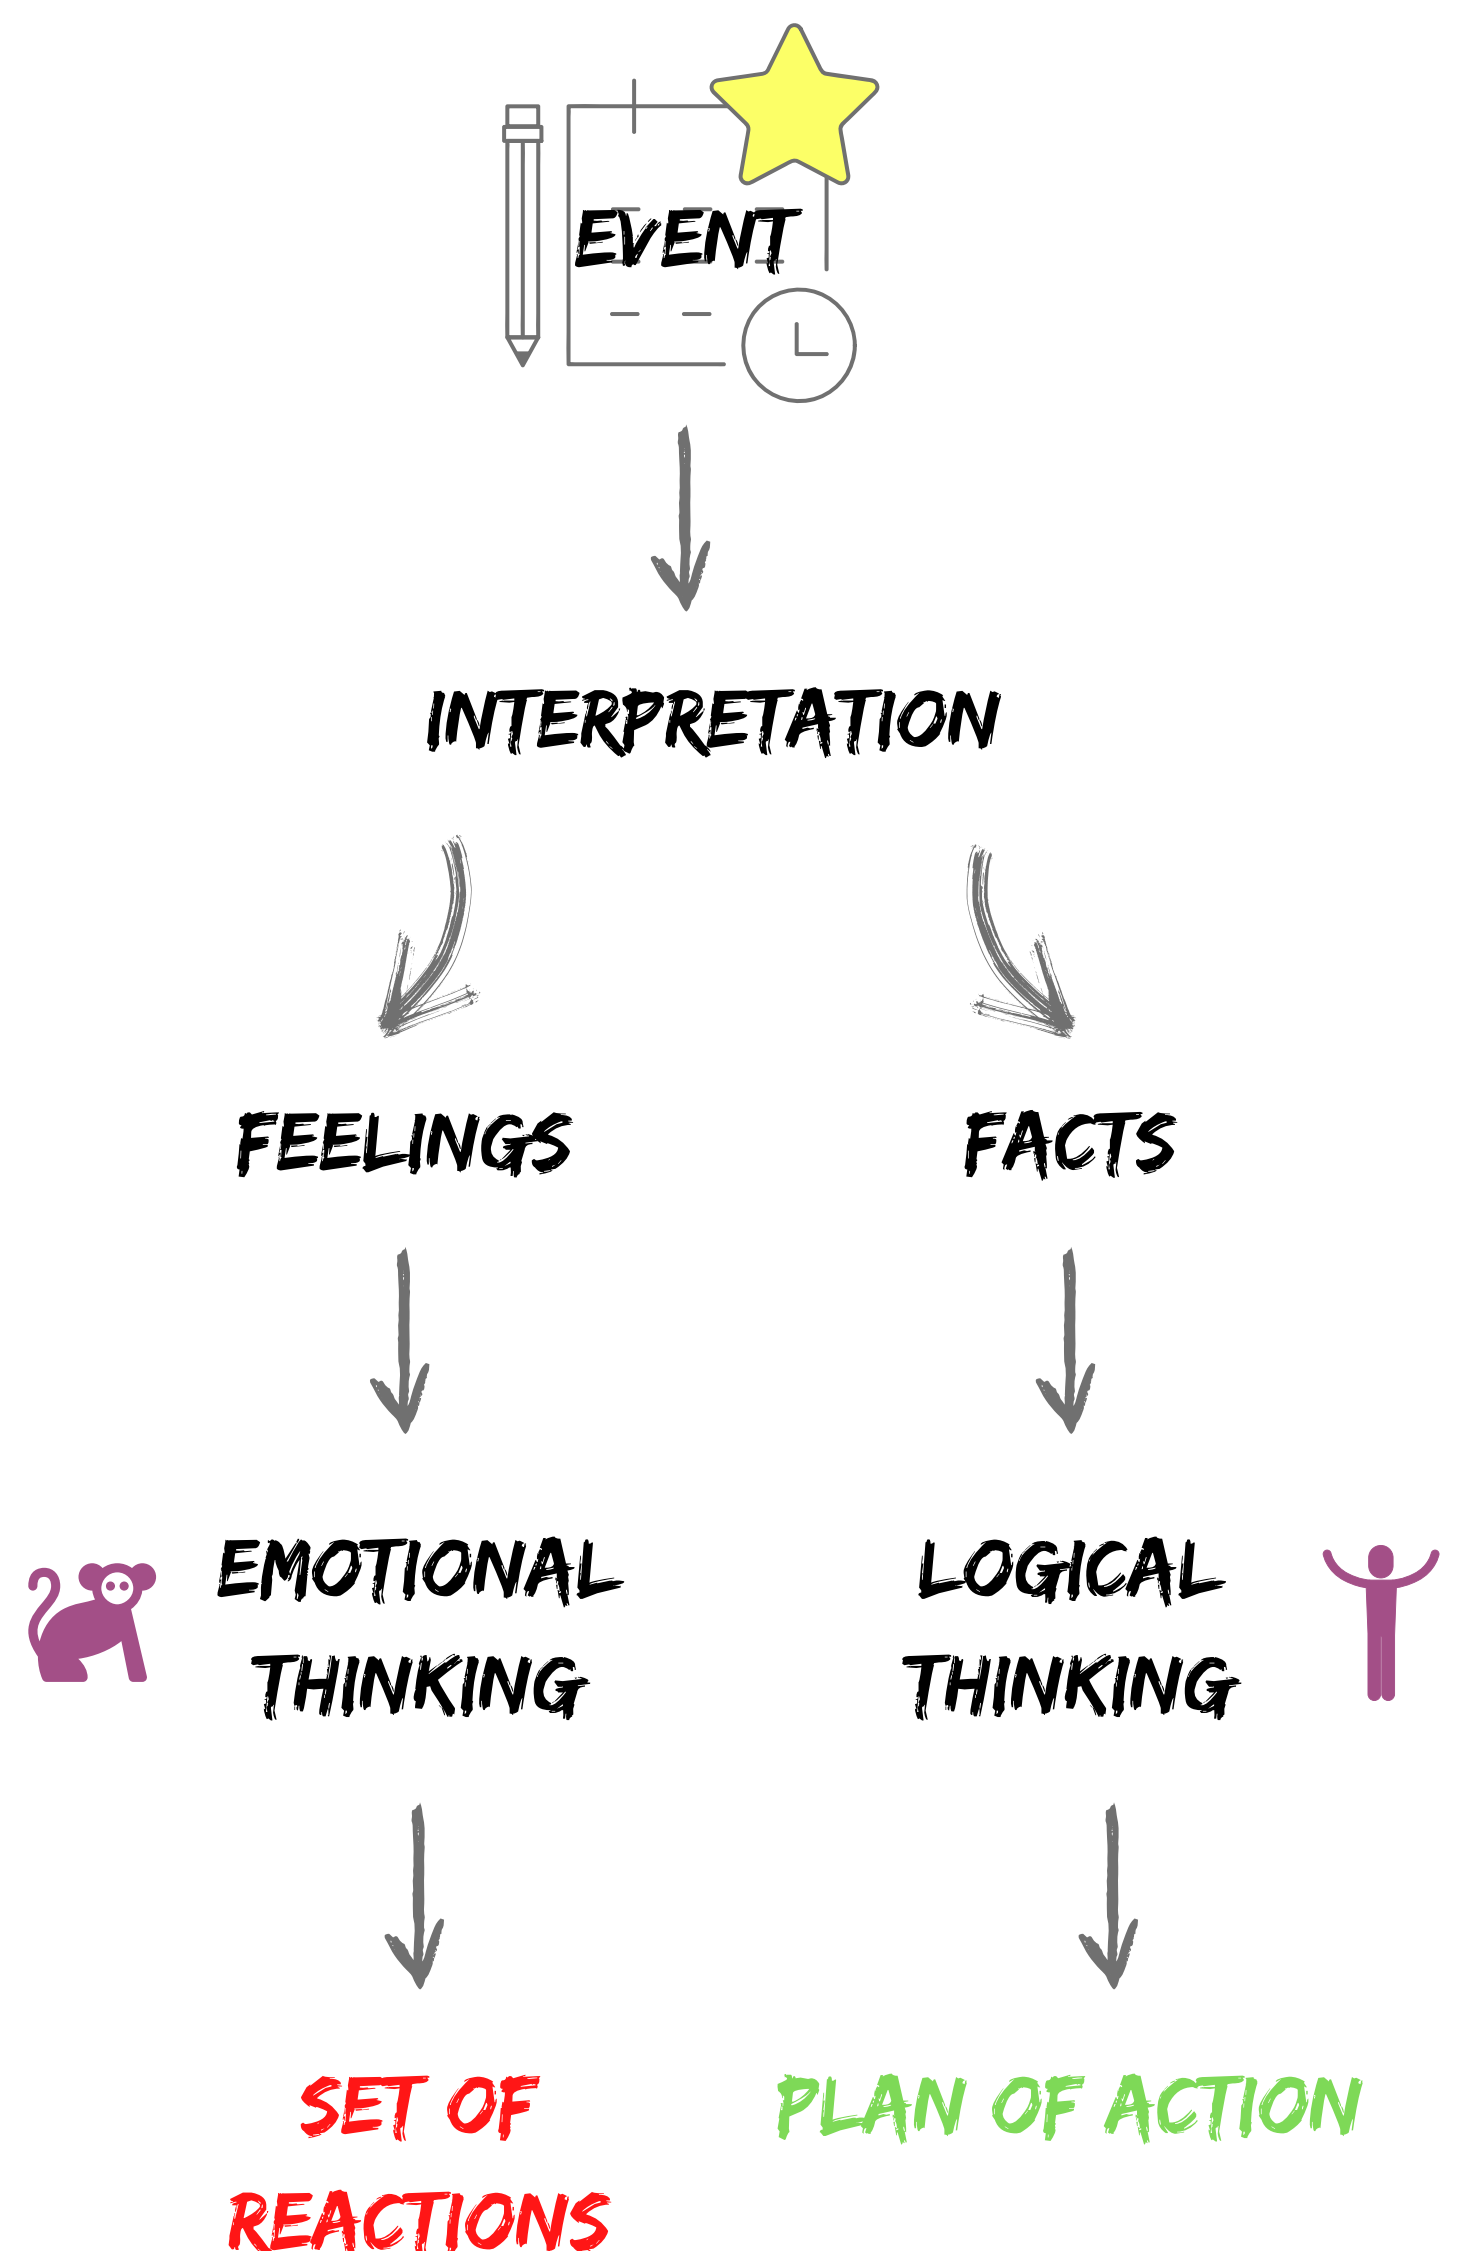 EVENT
INTERPRETATION
FEELINGS
FACTS
EMOTIONAL
THINKING
LOGICAL
THINKING
SET OF
REACTIONS
PLAN OF ACTION